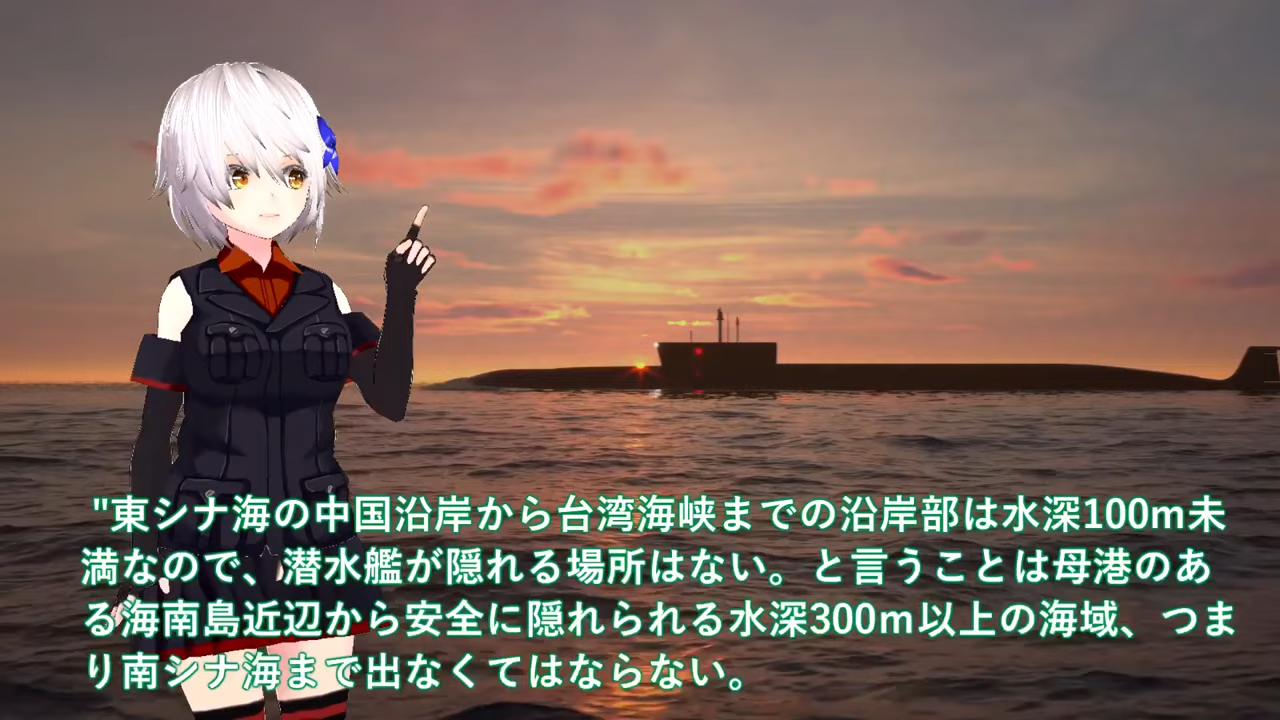 "東シナ海の中国沿岸から台湾海峡までの沿岸部は水深100m未
満なので、潜水艦が隠れる場所はない。と言うことは母港のあ
る海南島近辺から安全に隠れられる水深300m以上の海域、つま
り南シナ海まで出なくてはならない。